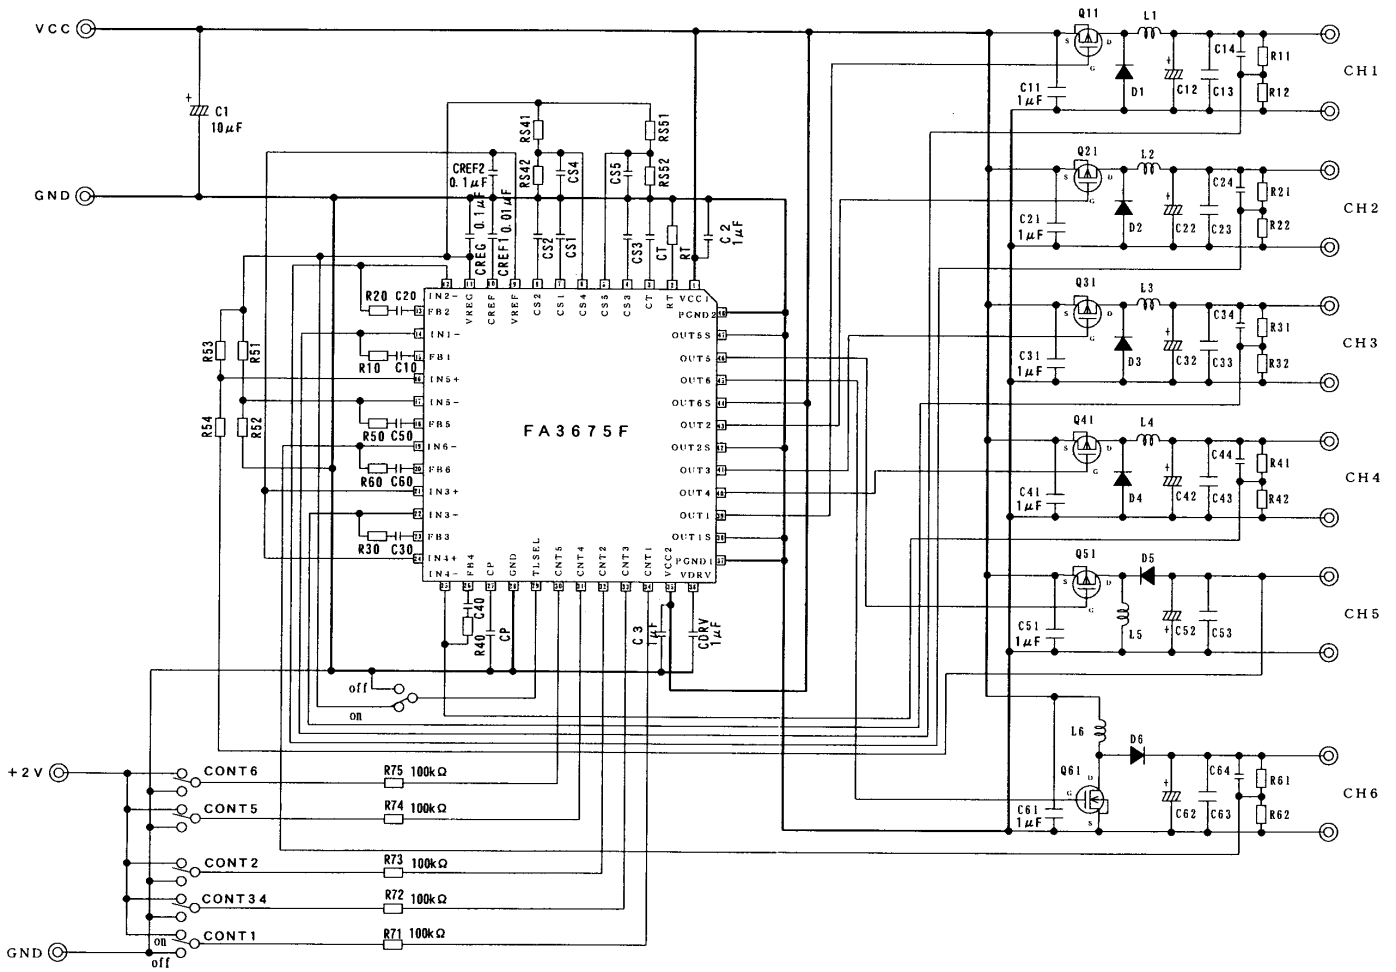 VCC
GND
C1
10μF
CREF2
0.1μF
RS41
RS42
CS4
CS5
RS51
RS52
CREG 0.1μF
CREF1 0.01μF
CS2
CS1
CS3
CT
RT
C2
1μF
IN2-
VREG
CREF
VREF
CS2
CS1
CS4
CS5
CS3
CT
RT
VCC1
R20 C20
FB2
IN1-
R10 C10
FB1
IN5+
IN5-
R50 C50
FB5
IN6-
R60 C60
FB6
IN3+
IN3-
R30 C30
FB3
IN4+
IN4-
R53
R51
R54
R52
FA3675F
PGND2
OUT5S
OUT5
OUT6
OUT6S
OUT2
OUT2S
OUT3
OUT4
OUT1
OUT1S
PGND1
VDRV
FB4
CP
GND
TLSEL
CNT5
CNT4
CNT2
CNT3
CNT1
VCC2
C40
R40
CP
C3
1μF
CDRV
1μF
off
on
+2V
CONT6
R75 100kΩ
CONT5
R74 100kΩ
CONT2
R73 100kΩ
CONT34
R72 100kΩ
CONT1
R71 100kΩ
on
off
GND
Q11
S
D
G
L1
C11
1μF
D1
C12
C13
C14
R11
R12
CH1
Q21
S
D
G
L2
C21
1μF
D2
C22
C23
C24
R21
R22
CH2
Q31
S
D
G
L3
C31
1μF
D3
C32
C33
C34
R31
R32
CH3
Q41
S
D
G
L4
C41
1μF
D4
C42
C43
C44
R41
R42
CH4
Q51
S
D
G
D5
C51
1μF
L5
C52
C53
CH5
L6
D6
Q61
D
G
S
C61
1μF
C62
C63
C64
R61
R62
CH6